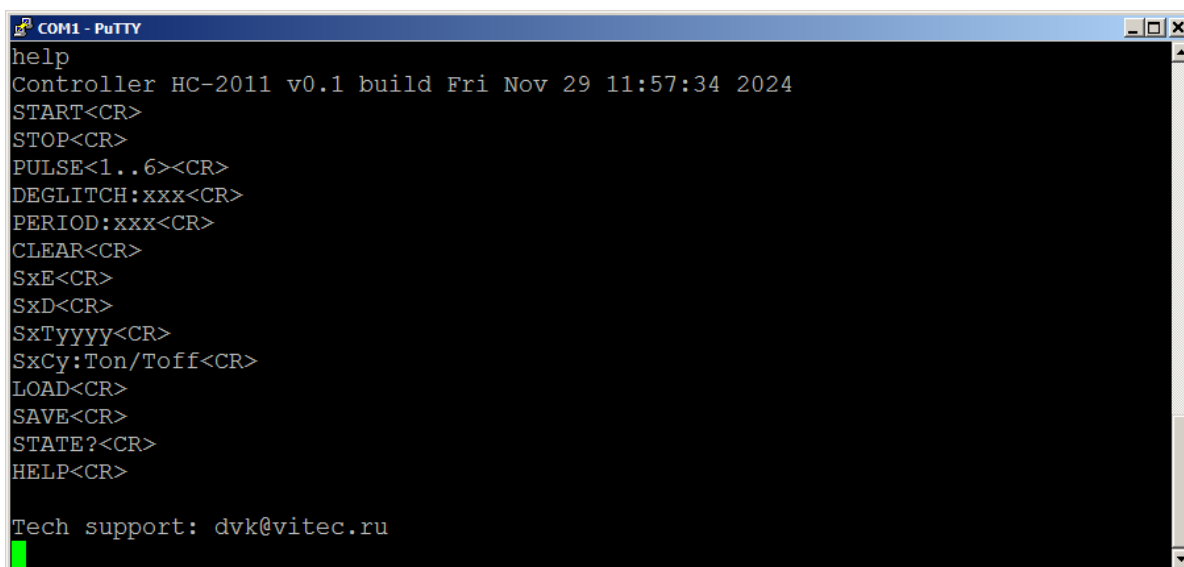 COM1 - PuTTY
help
Controller HC-2011 v0.1 build Fri Nov 29 11:57:34 2024
START<CR>
STOP<CR>
PULSE<1..6><CR>
DEGLITCH:xxx<CR>
PERIOD:xxx<CR>
CLEAR<CR>
SxE<CR>
SxD<CR>
SxTyyyy<CR>
SxCy:Ton/Toff<CR>
LOAD<CR>
SAVE<CR>
STATE?<CR>
HELP<CR>
Tech support: dvk@vitec.ru